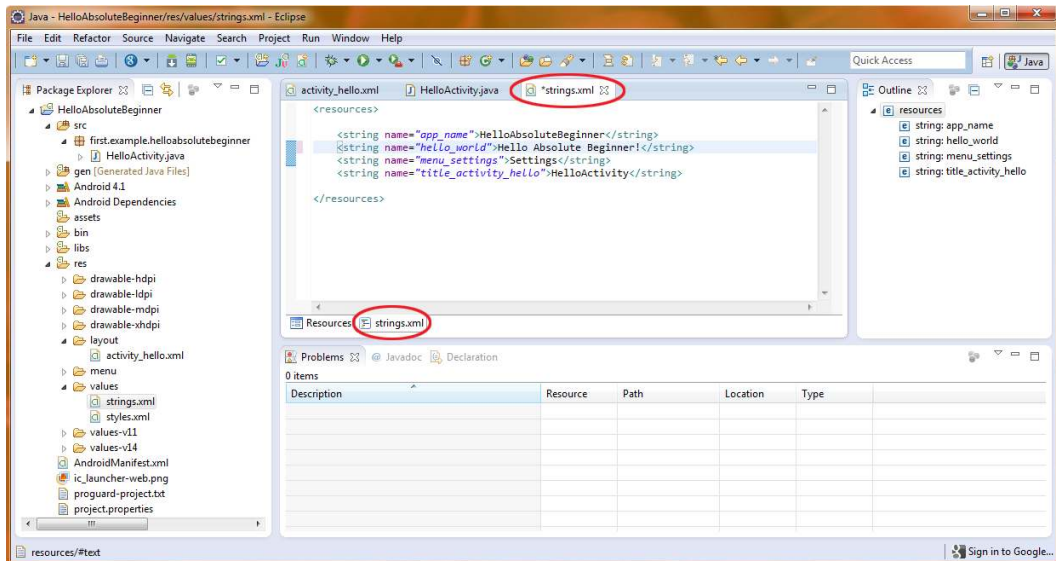 Java - HelloAbsoluteBeginner/res/values/strings.xml - Eclipse
File Edit Refactor Source Navigate Search Project Run Window Help
Quick Access
Java
Package Explorer
HelloAbsoluteBeginner
src
first.example.helloabsolutebeginner
HelloActivity.java
gen [Generated Java Files]
Android 4.1
Android Dependencies
assets
bin
libs
res
drawable-hdpi
drawable-ldpi
drawable-mdpi
drawable-xhdpi
layout
activity_hello.xml
menu
values
strings.xml
styles.xml
values-v11
values-v14
AndroidManifest.xml
ic_launcher-web.png
proguard-project.txt
project.properties
activity_hello.xml HelloActivity.java *strings.xml
<resources>
<string name="app_name">HelloAbsoluteBeginner</string>
<string name="hello_world">Hello Absolute Beginner!</string>
<string name="menu_settings">Settings</string>
<string name="title_activity_hello">HelloActivity</string>
</resources>
Resources strings.xml
Outline
resources
string: app_name
string: hello_world
string: menu_settings
string: title_activity_hello
Problems @ Javadoc Declaration
0 items
Description Resource Path Location Type
resources/#text
Sign in to Google...